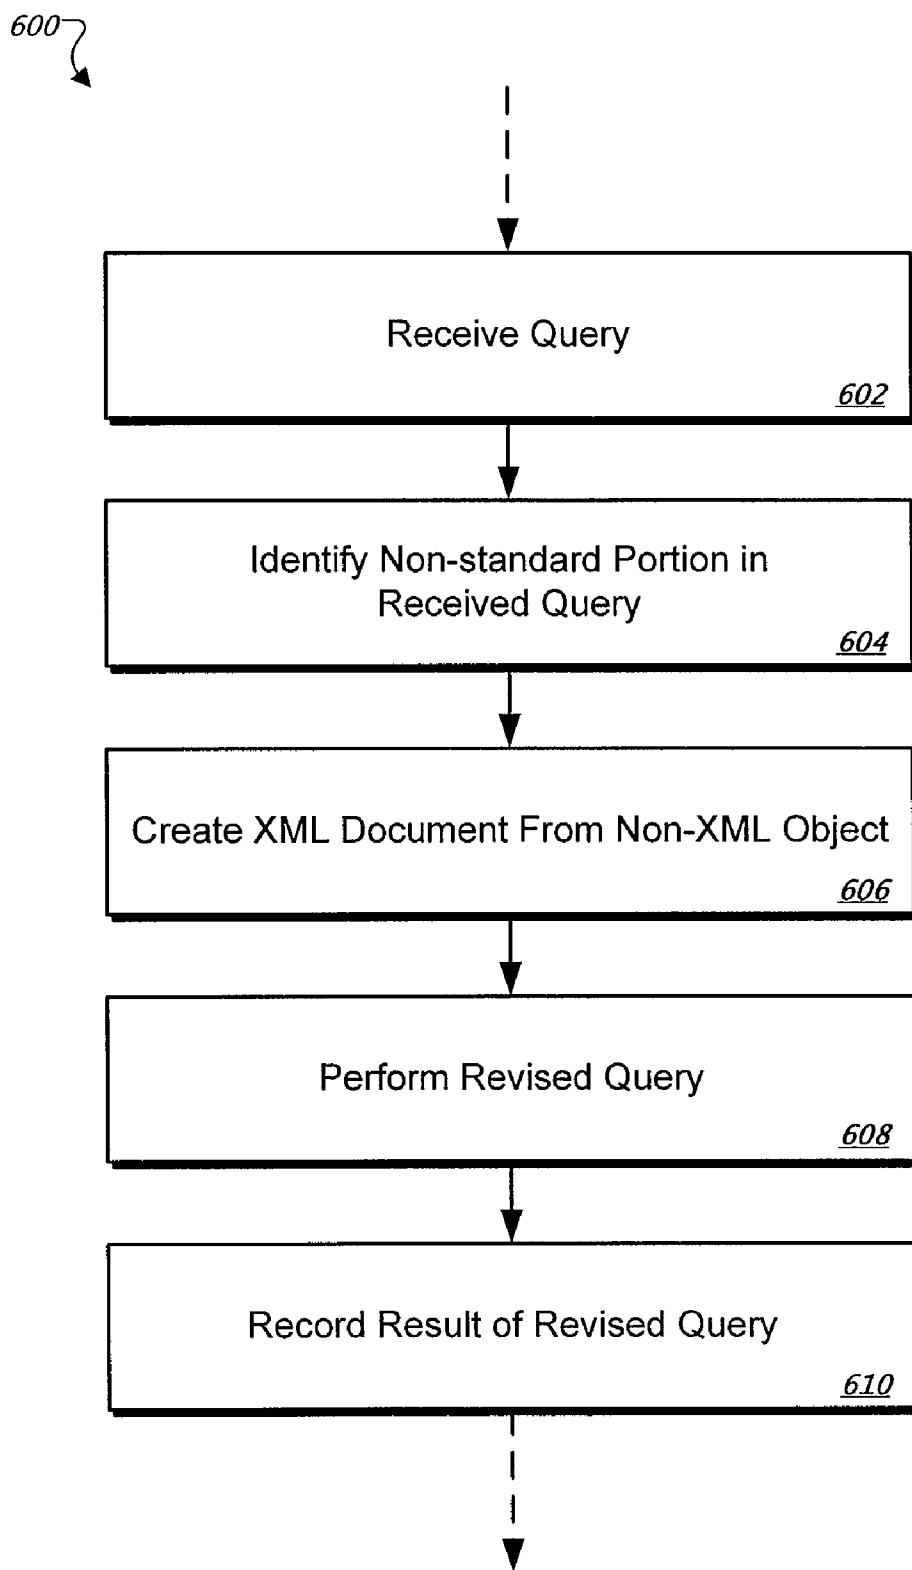 600
Receive Query
602
Identify Non-standard Portion in
Received Query
604
Create XML Document From Non-XML Object
606
Perform Revised Query
608
Record Result of Revised Query
610